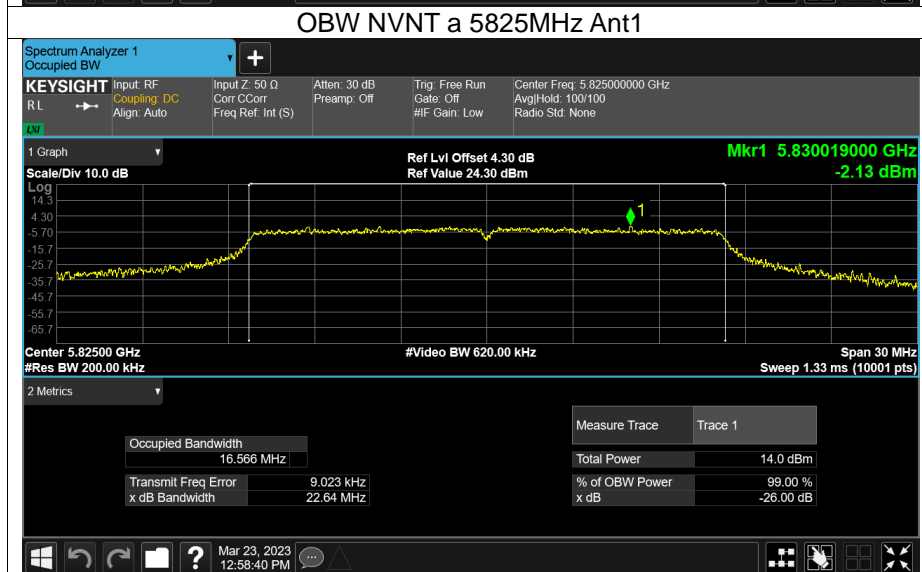 OBW NVNT a 5825MHz Ant1
Spectrum Analyzer 1
Occupied BW
+
KEYSIGHT Input: RF Input Z: 50 Ω Atten: 30 dB Trig: Free Run Center Freq: 5.825000000 GHz
R L Coupling: DC Corr CCorr Preamp: Off Gate: Off Avg|Hold: 100/100
Align: Auto Freq Ref: Int (S) #IF Gain: Low Radio Std: None
LXI
1 Graph Ref Lvl Offset 4.30 dB Mkr1 5.830019000 GHz
Scale/Div 10.0 dB Ref Value 24.30 dBm -2.13 dBm
Log
14.3
1
4.30
-5.70
-15.7
-25.7
-35.7
-45.7
-55.7
-65.7
Center 5.82500 GHz #Video BW 620.00 kHz Span 30 MHz
#Res BW 200.00 kHz Sweep 1.33 ms (10001 pts)
2 Metrics
Measure Trace Trace 1
Occupied Bandwidth
16.566 MHz Total Power 14.0 dBm
Transmit Freq Error 9.023 kHz % of OBW Power 99.00 %
x dB Bandwidth 22.64 MHz x dB -26.00 dB
? Mar 23, 2023
12:58:40 PM